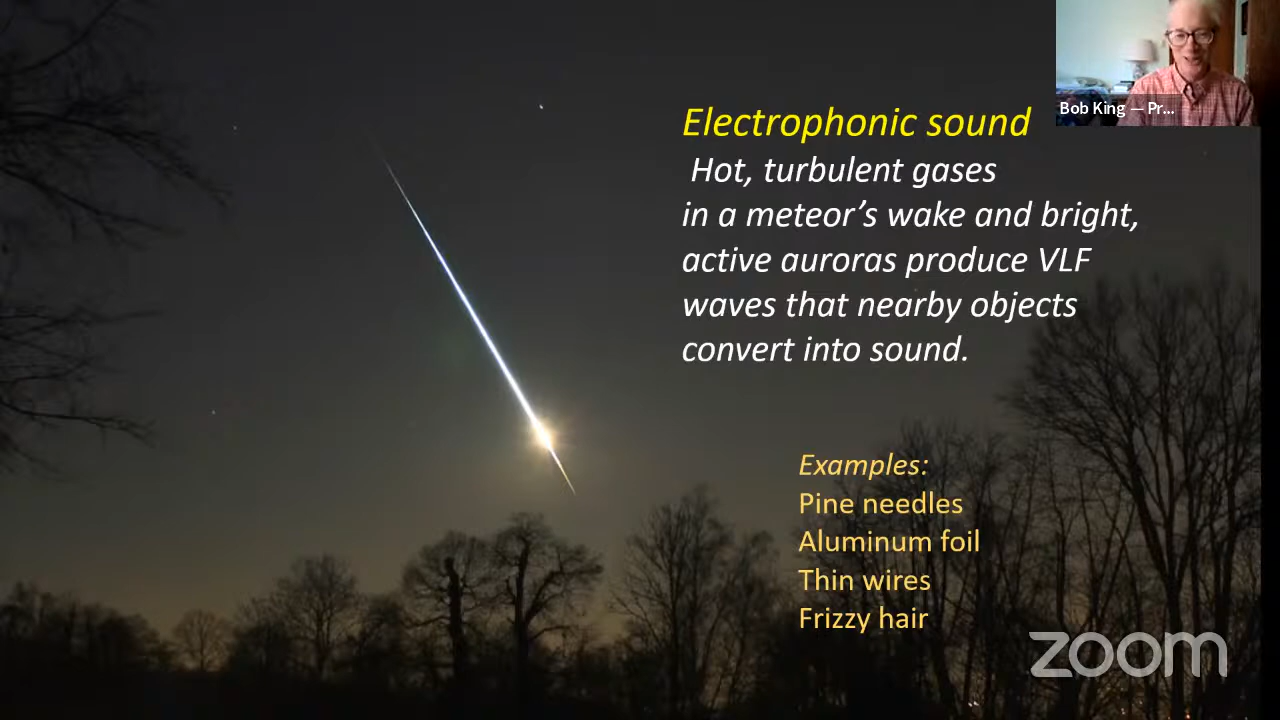 Bob King — Pr...
Electrophonic sound
Hot, turbulent gases
in a meteor’s wake and bright,
active auroras produce VLF
waves that nearby objects
convert into sound.
Examples:
Pine needles
Aluminum foil
Thin wires
Frizzy hair
zoom